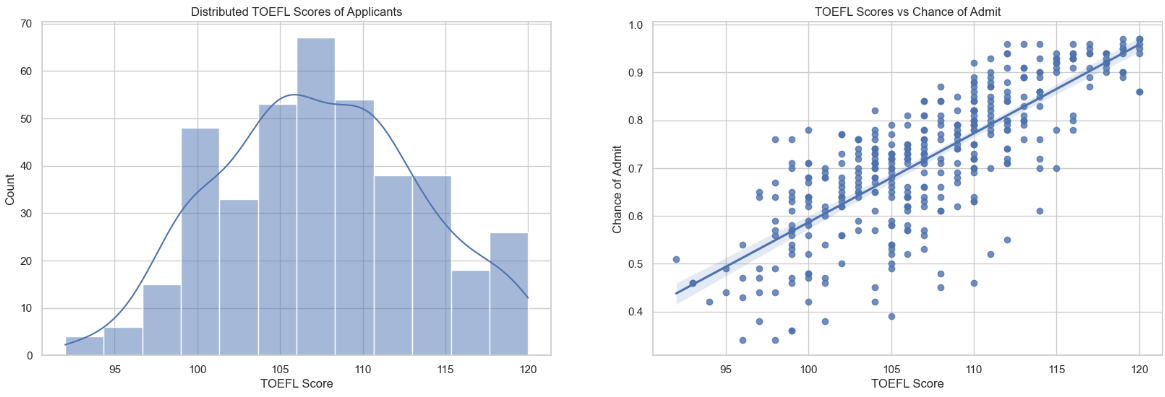 Distributed TOEFL Scores of Applicants
70
60
50
40
30
20
10
0
Count
95 100 105 110 115 120
TOEFL Score
TOEFL Scores vs Chance of Admit
1.0
0.9
0.8
0.7
0.6
0.5
0.4
Chance of Admit
95 100 105 110 115 120
TOEFL Score